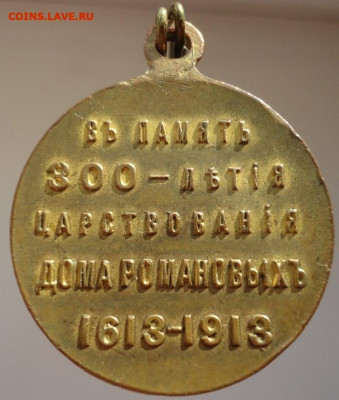 COINS.LAVE.RU
ВЪ ПАМЯТЬ
300-ЛѢТІЯ
ЦАРСТВОВАНІЯ
ДОМА РОМАНОВЫХЪ
1613-1913